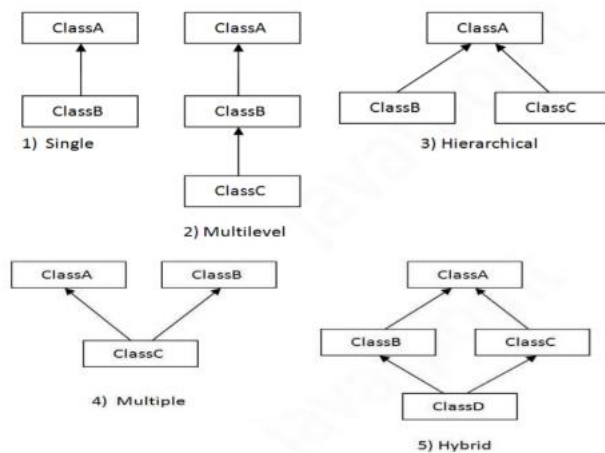 ClassA
ClassB
1) Single
ClassA
ClassB
ClassC
2) Multilevel
ClassA
ClassB
ClassC
3) Hierarchical
ClassA
ClassB
ClassC
4) Multiple
ClassA
ClassB
ClassC
ClassD
5) Hybrid